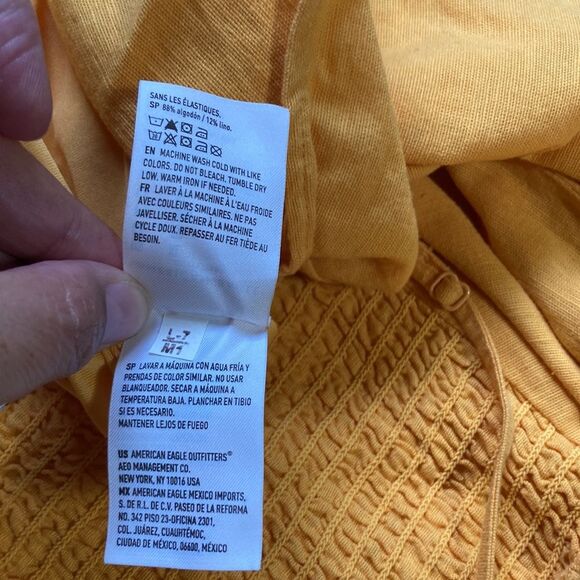 SANS LES ÉLASTIQUES.
SP 88% algodón / 12% lino.
EN MACHINE WASH COLD WITH LIKE
COLORS. DO NOT BLEACH. TUMBLE DRY
LOW. WARM IRON IF NEEDED.
FR LAVER À LA MACHINE À L'EAU FROIDE
AVEC COULEURS SIMILAIRES. NE PAS
JAVELLISER. SÉCHER À LA MACHINE
CYCLE DOUX. REPASSER AU FER TIÈDE AU
BESOIN.
L-7
M1
SP LAVAR A MÁQUINA CON AGUA FRÍA Y
PRENDAS DE COLOR SIMILAR. NO USAR
BLANQUEADOR. SECAR A MÁQUINA A
TEMPERATURA BAJA. PLANCHAR EN TIBIO
SI ES NECESARIO.
MANTENER LEJOS DE FUEGO
US AMERICAN EAGLE OUTFITTERS®
AEO MANAGEMENT CO.
NEW YORK, NY 10016 USA
MX AMERICAN EAGLE MEXICO IMPORTS,
S. DE R.L. DE C.V. PASEO DE LA REFORMA
NO. 342 PISO 23-OFICINA 2301,
COL. JUÁREZ, CUAUHTÉMOC,
CIUDAD DE MÉXICO, 06600, MÉXICO